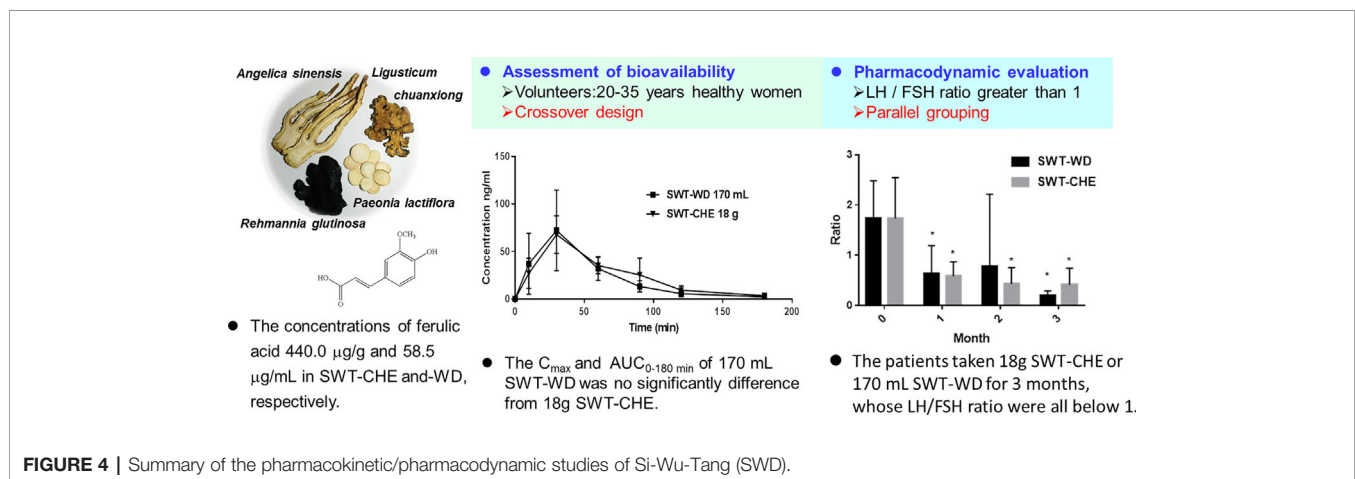 Angelica sinensis
Ligusticum
chuanxiong
Paeonia lactiflora
Rehmannia glutinosa
OCH₃
OH
HO
O
● The concentrations of ferulic
acid 440.0 μg/g and 58.5
μg/mL in SWT-CHE and-WD,
respectively.
● Assessment of bioavailability
➢Volunteers:20-35 years healthy women
➢Crossover design
Concentration ng/ml
150
100
50
0
SWT-WD 170 mL
SWT-CHE 18 g
0 50 100 150 200
Time (min)
● The Cmax and AUC0-180 min of 170 mL
SWT-WD was no significantly difference
from 18g SWT-CHE.
● Pharmacodynamic evaluation
➢LH / FSH ratio greater than 1
➢Parallel grouping
Ratio
3
2
1
0
SWT-WD
SWT-CHE
* * * * *
0 1 2 3
Month
● The patients taken 18g SWT-CHE or
170 mL SWT-WD for 3 months,
whose LH/FSH ratio were all below 1.
FIGURE 4 | Summary of the pharmacokinetic/pharmacodynamic studies of Si-Wu-Tang (SWD).